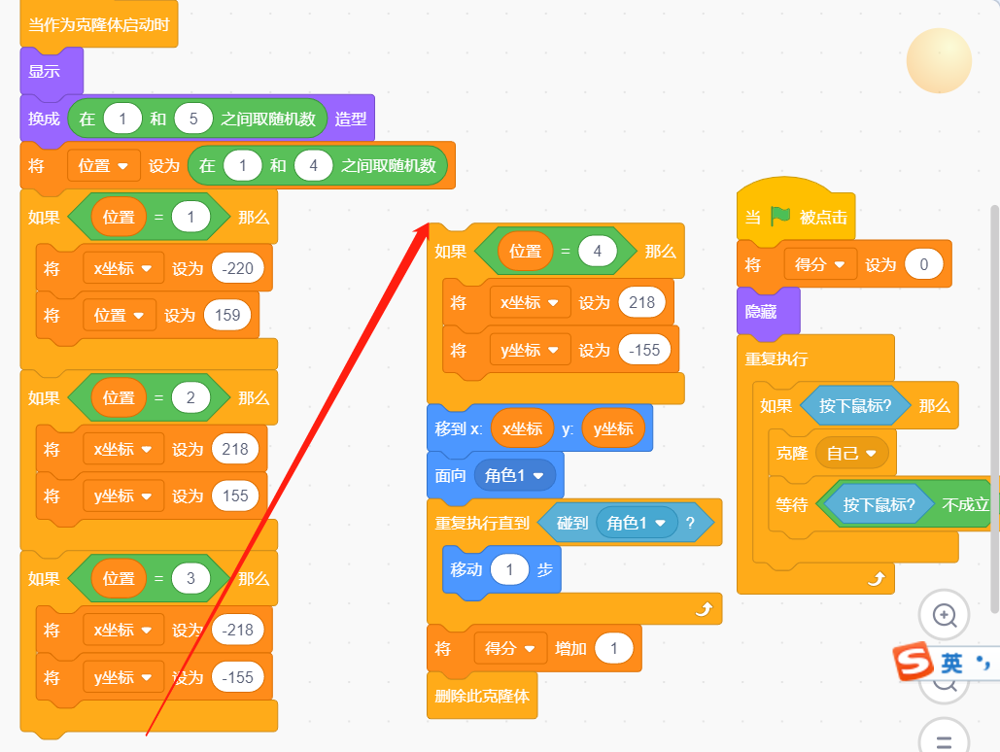 当作为克隆体启动时
显示
换成 在 1 和 5 之间取随机数 造型
将 位置 设为 在 1 和 4 之间取随机数
如果 位置 = 1 那么
将 x坐标 设为 -220
将 位置 设为 159
如果 位置 = 2 那么
将 x坐标 设为 218
将 y坐标 设为 155
如果 位置 = 3 那么
将 x坐标 设为 -218
将 y坐标 设为 -155
如果 位置 = 4 那么
将 x坐标 设为 218
将 y坐标 设为 -155
移到 x: x坐标 y: y坐标
面向 角色1
重复执行直到 碰到 角色1 ?
移动 1 步
将 得分 增加 1
删除此克隆体
当 被点击
将 得分 设为 0
隐藏
重复执行
如果 按下鼠标? 那么
克隆 自己
等待 按下鼠标? 不成立
S 英 •,